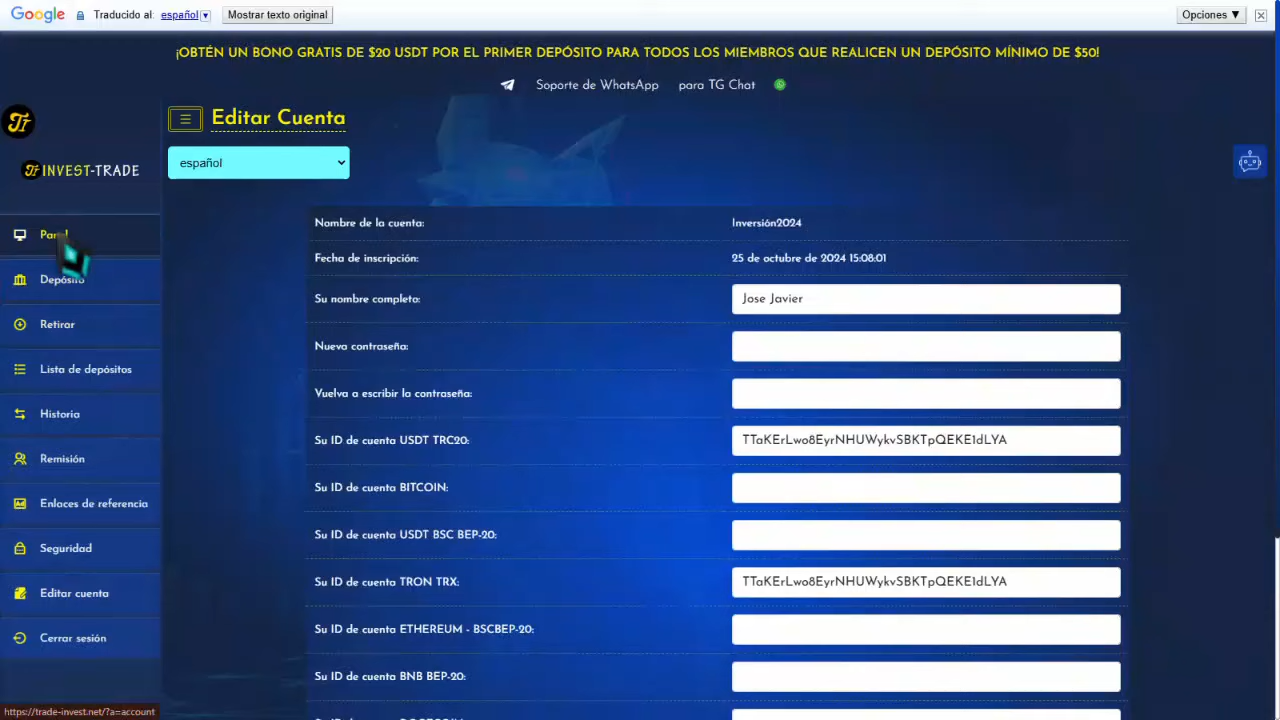 Google Traducido al: español Mostrar texto original Opciones ▼
¡OBTÉN UN BONO GRATIS DE $20 USDT POR EL PRIMER DEPÓSITO PARA TODOS LOS MIEMBROS QUE REALICEN UN DEPÓSITO MÍNIMO DE $50!
Soporte de WhatsApp para TG Chat
Editar Cuenta
español
INVEST-TRADE
Panel
Depósito
Retirar
Lista de depósitos
Historia
Remisión
Enlaces de referencia
Seguridad
Editar cuenta
Cerrar sesión
Nombre de la cuenta: Inversión2024
Fecha de inscripción: 25 de octubre de 2024 15:08:01
Su nombre completo: Jose Javier
Nueva contraseña:
Vuelva a escribir la contraseña:
Su ID de cuenta USDT TRC20: TTaKErLwo8EyrNHUWykvSBKTpQEKE1dLYA
Su ID de cuenta BITCOIN:
Su ID de cuenta USDT BSC BEP-20:
Su ID de cuenta TRON TRX: TTaKErLwo8EyrNHUWykvSBKTpQEKE1dLYA
Su ID de cuenta ETHEREUM - BSCBEP-20:
Su ID de cuenta BNB BEP-20:
https://trade-invest.net/?a=account